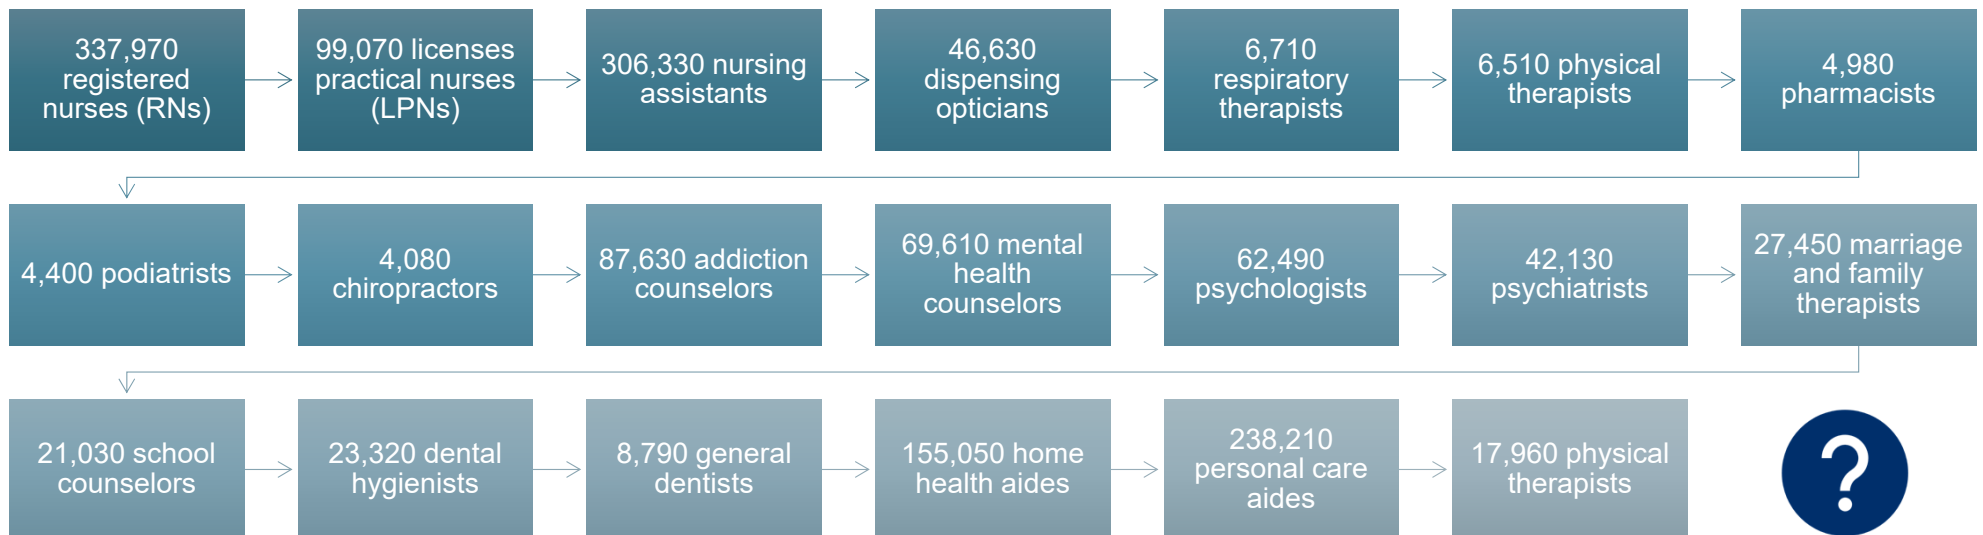 337,970
registered
nurses (RNs)
99,070 licenses
practical nurses
(LPNs)
306,330 nursing
assistants
46,630
dispensing
opticians
6,710
respiratory
therapists
6,510 physical
therapists
4,980
pharmacists
4,400 podiatrists
4,080
chiropractors
87,630 addiction
counselors
69,610 mental
health
counselors
62,490
psychologists
42,130
psychiatrists
27,450 marriage
and family
therapists
21,030 school
counselors
23,320 dental
hygienists
8,790 general
dentists
155,050 home
health aides
238,210
personal care
aides
17,960 physical
therapists
?